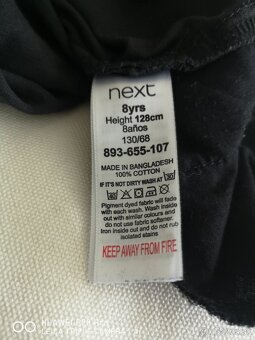 next
8yrs
Height 128cm
8años
130/68
893-655-107
MADE IN BANGLADESH
100% COTTON
IF IT'S NOT DIRTY WASH AT
Pigment dyed fabric will fade
with each wash. Wash inside
out with similar colours and
do not use fabric softener.
Iron inside out and do not rub
isolated stains
KEEP AWAY FROM FIRE